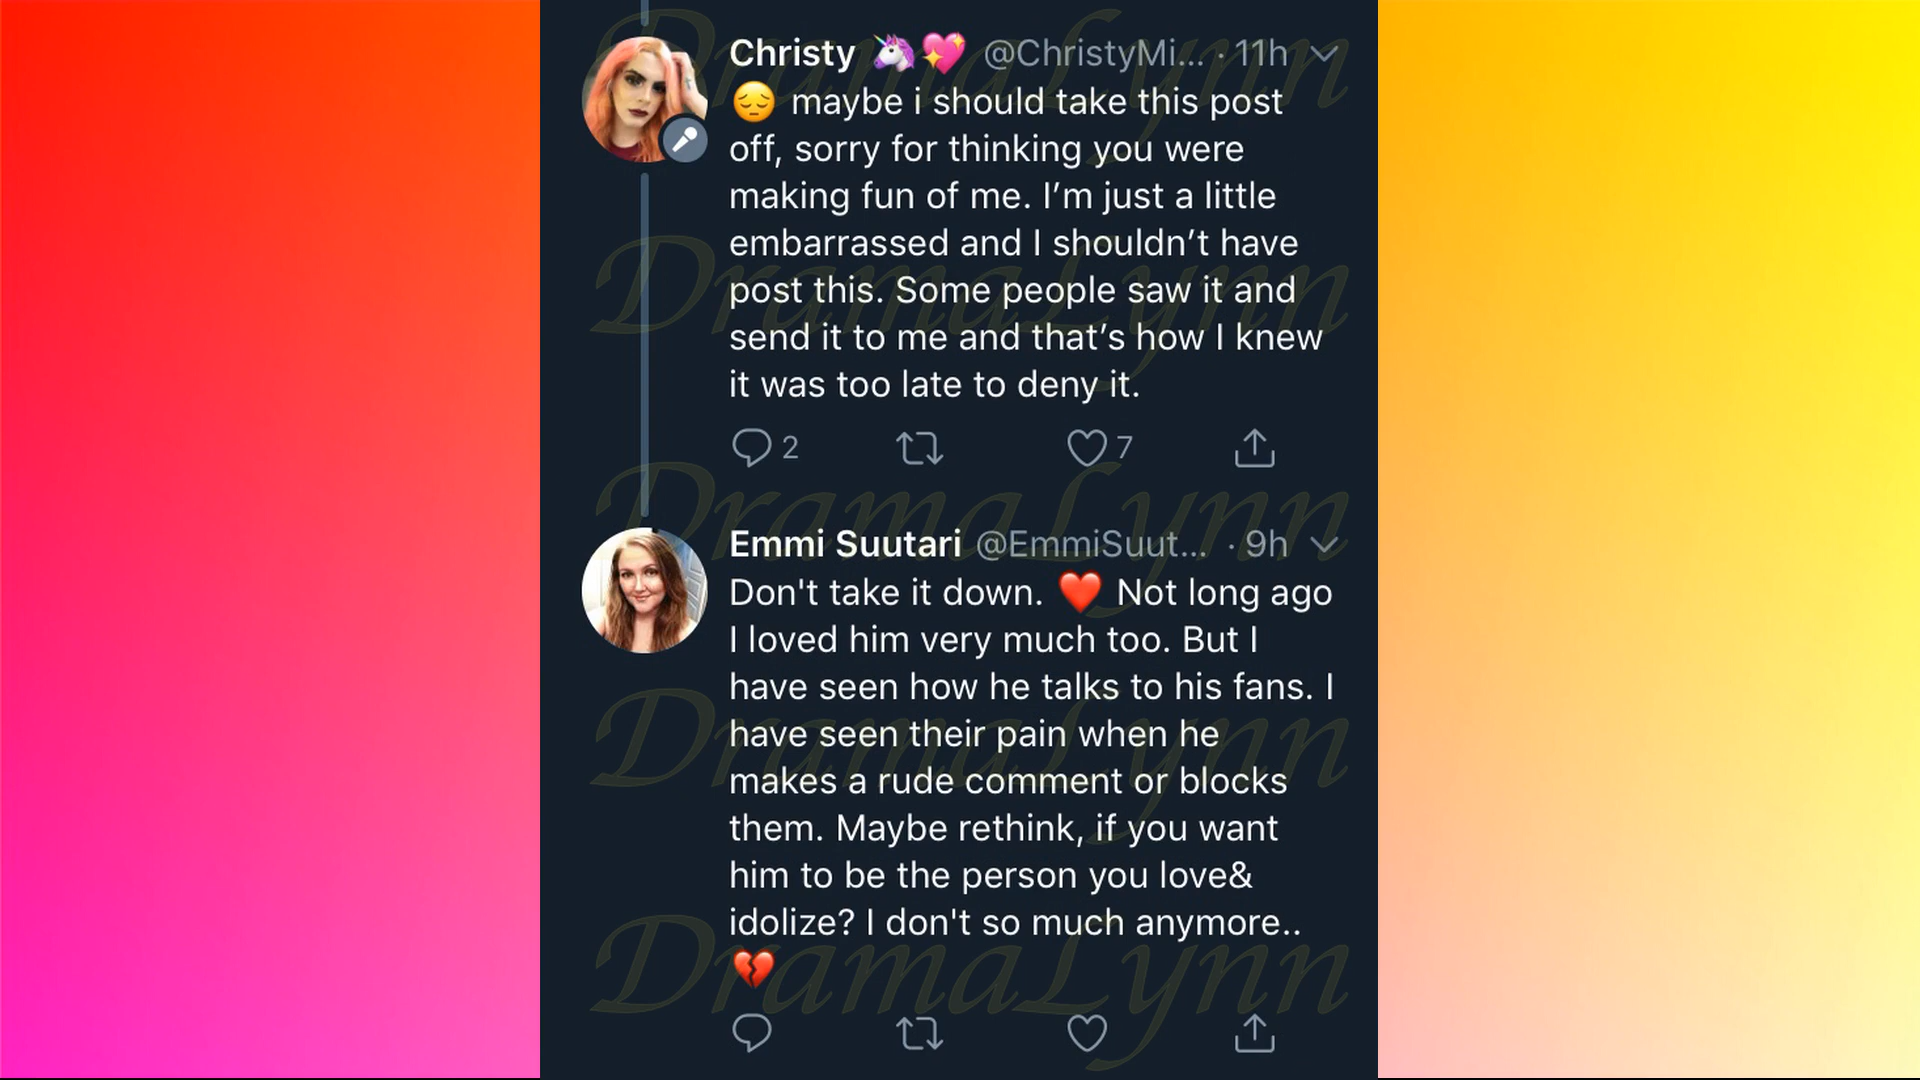 Christy 🦄💖 @ChristyMi... · 11h
😔 maybe i should take this post
off, sorry for thinking you were
making fun of me. I’m just a little
embarrassed and I shouldn’t have
post this. Some people saw it and
send it to me and that’s how I knew
it was too late to deny it.
2 7
Emmi Suutari @EmmiSuut... · 9h
Don't take it down. ❤️ Not long ago
I loved him very much too. But I
have seen how he talks to his fans. I
have seen their pain when he
makes a rude comment or blocks
them. Maybe rethink, if you want
him to be the person you love&
idolize? I don't so much anymore..
💔
DramaLynn
DramaLynn
DramaLynn
DramaLynn
DramaLynn